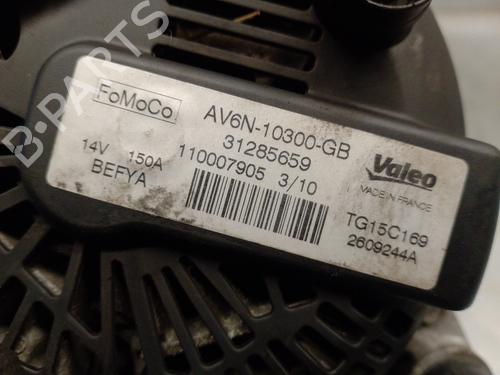 B-PARTS
FoMoCo
AV6N-10300-GB
31285659
14V 150A 110007905 3/10
BEFYA
Valeo
MADE IN FRANCE
TG15C169
2609244A